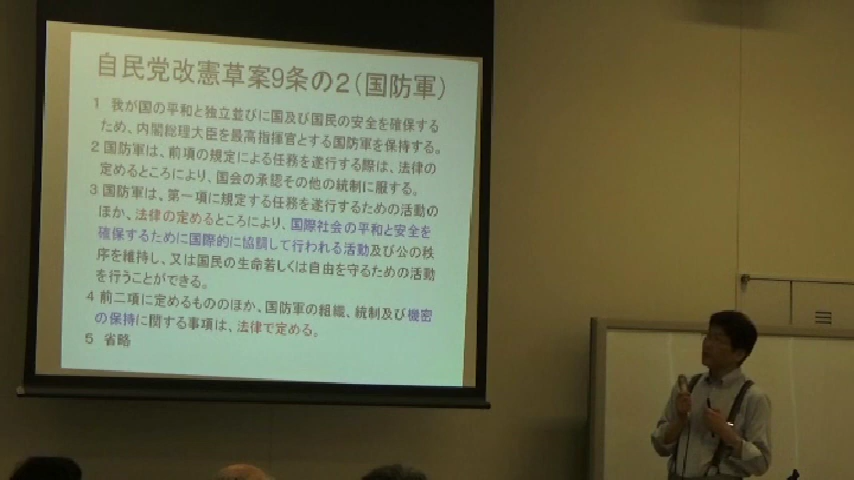 自民党改憲草案9条の2(国防軍)
1 我が国の平和と独立並びに国及び国民の安全を確保する
ため、内閣総理大臣を最高指揮官とする国防軍を保持する。
2 国防軍は、前項の規定による任務を遂行する際は、法律の
定めるところにより、国会の承認その他の統制に服する。
3 国防軍は、第一項に規定する任務を遂行するための活動の
ほか、法律の定めるところにより、国際社会の平和と安全を
確保するために国際的に協調して行われる活動及び公の秩
序を維持し、又は国民の生命若しくは自由を守るための活動
を行うことができる。
4 前二項に定めるもののほか、国防軍の組織、統制及び機密
の保持に関する事項は、法律で定める。
5 省略